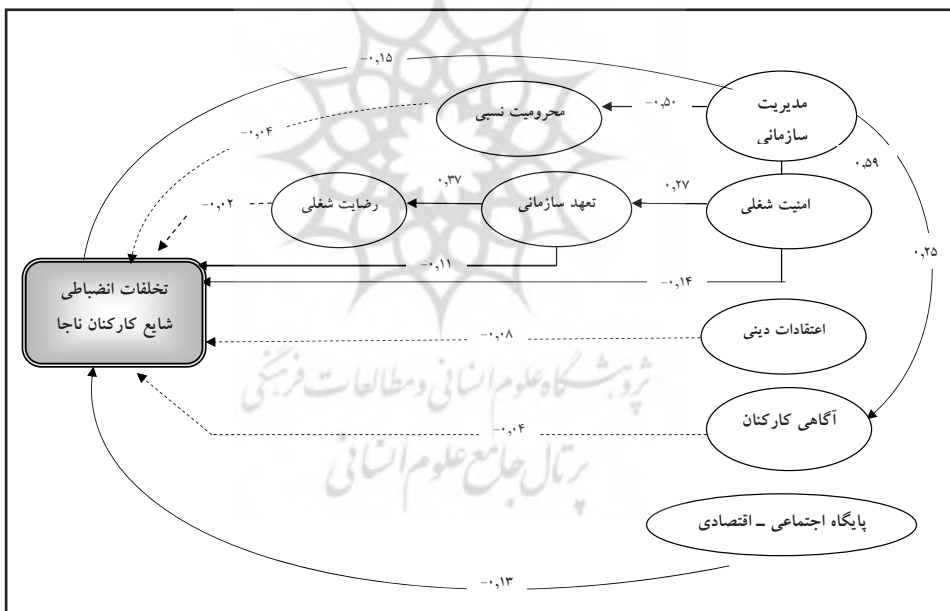 -۰,۱۵
مدیریت
سازمانی
-۰,۵۰
محرومیت نسبی
-۰,۰۴
۰,۵۹
۰,۳۷
۰,۲۷
امنیت شغلی
تعهد سازمانی
رضایت شغلی
-۰,۰۲
۰,۲۵
-۰,۱۱
-۰,۱۴
تخلفات انضباطی
شایع کارکنان ناجا
اعتقادات دینی
-۰,۰۸
پژوهشگاه علوم انسانی و مطالعات فرهنگی
آگاهی کارکنان
-۰,۰۴
پرتال جامع علوم انسانی
پایگاه اجتماعی – اقتصادی
-۰,۱۳